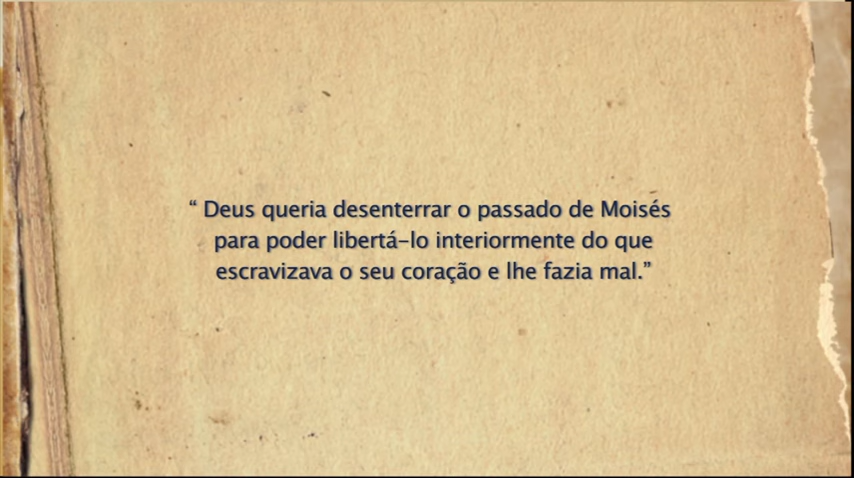 “ Deus queria desenterrar o passado de Moisés
para poder libertá-lo interiormente do que
escravizava o seu coração e lhe fazia mal.”